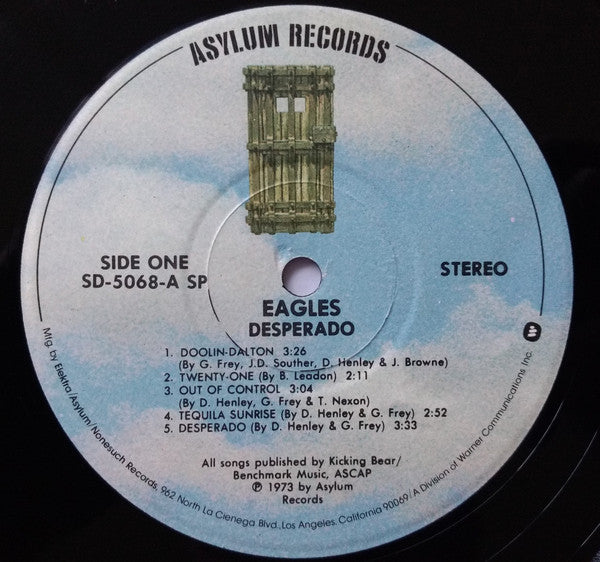 ASYLUM RECORDS
SIDE ONE
SD-5068-A SP
STEREO
EAGLES
DESPERADO
1. DOOLIN-DALTON 3:26
(By G. Frey, J.D. Souther, D. Henley & J. Browne)
2. TWENTY-ONE (By B. Leadon) 2:11
3. OUT OF CONTROL 3:04
(By D. Henley, G. Frey & T. Nexon)
4. TEQUILA SUNRISE (By D. Henley & G. Frey) 2:52
5. DESPERADO (By D. Henley & G. Frey) 3:33
All songs published by Kicking Bear/
Benchmark Music, ASCAP
℗ 1973 by Asylum
Records
Mfg. by Elektra/Asylum/Nonesuch Records, 962 North La Cienega Blvd., Los Angeles, California 90069/A Division of Warner Communications Inc.